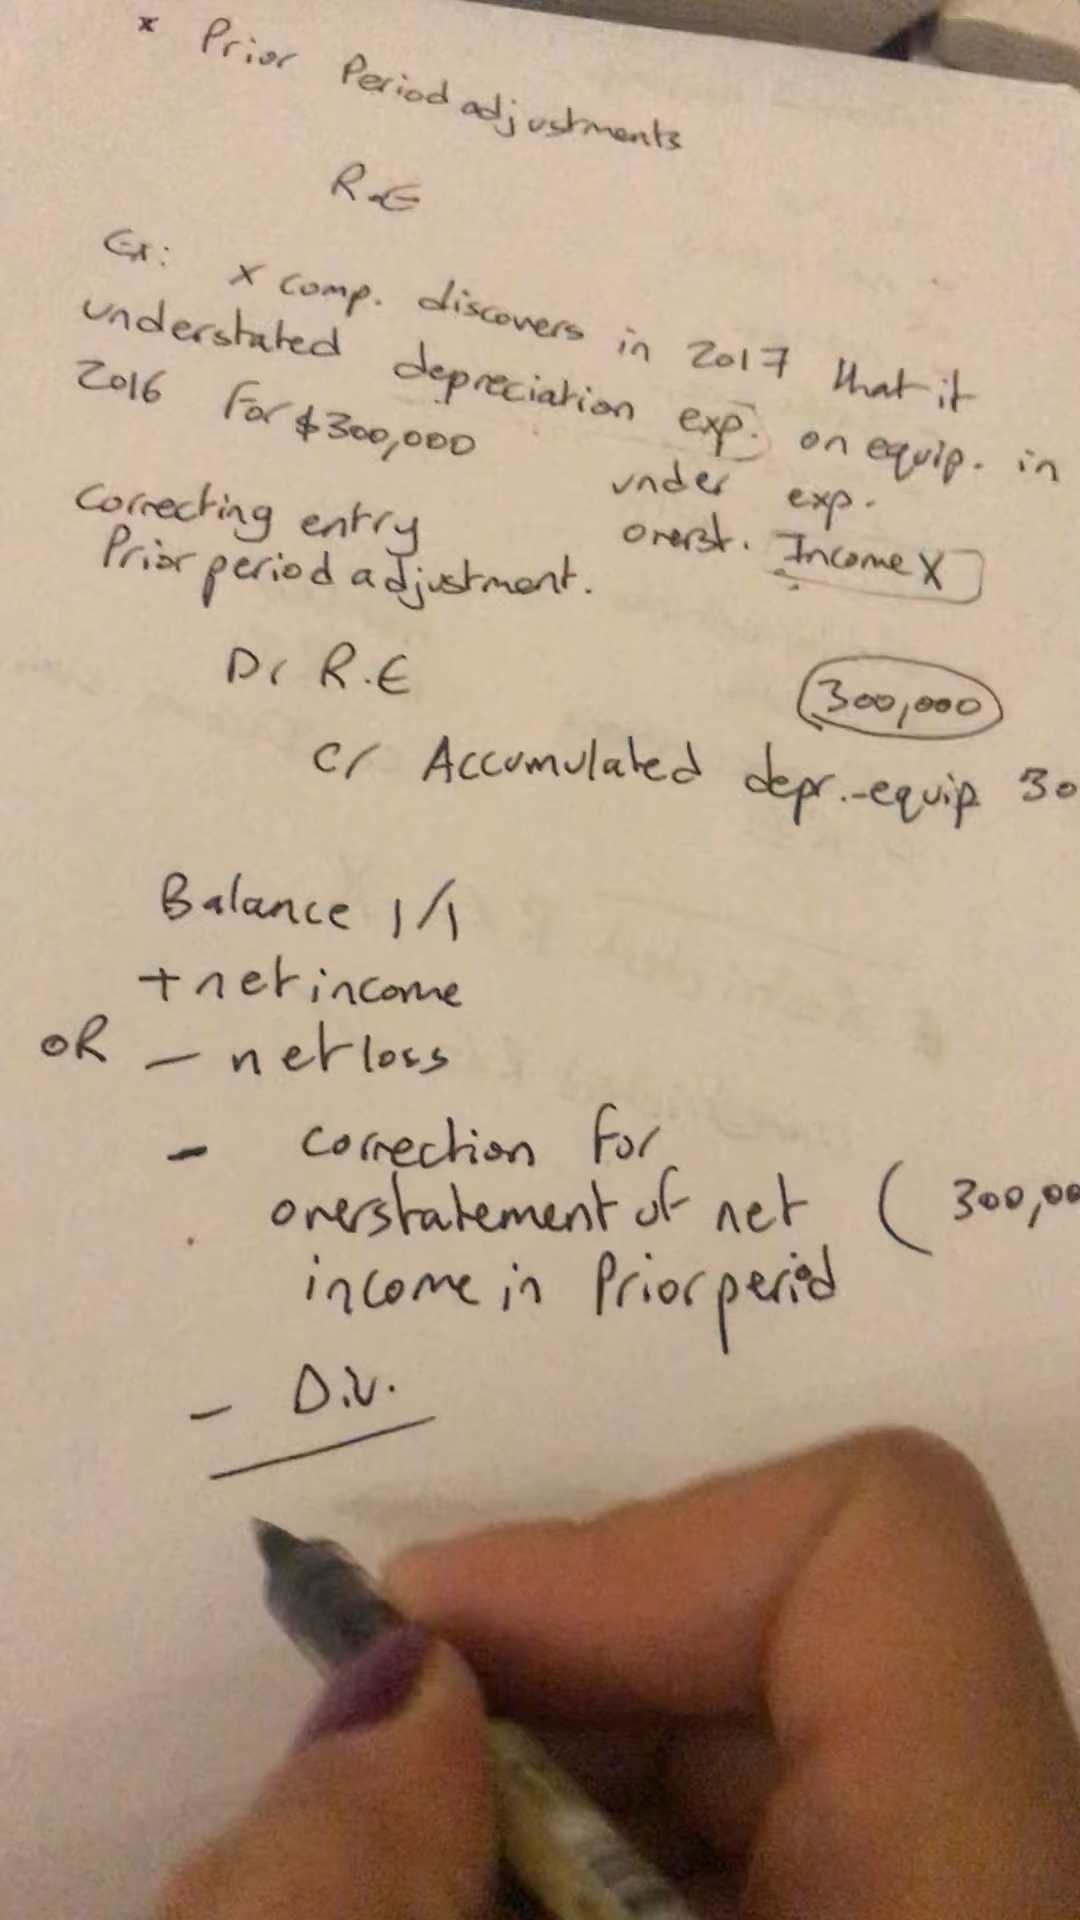 x Prior Period adjustments
R.E
Ex: X comp. discovers in 2017 that it
understated depreciation exp. on equip. in
2016 For $300,000
under exp.
overst. Income X
Correcting entry
Prior period adjustment.
Dr R.E 300,000
Cr Accumulated depr.-equip 30
Balance 1/1
+ net income
OR - net loss
- correction for
overstatement of net (300,00
income in Prior period
- Div.